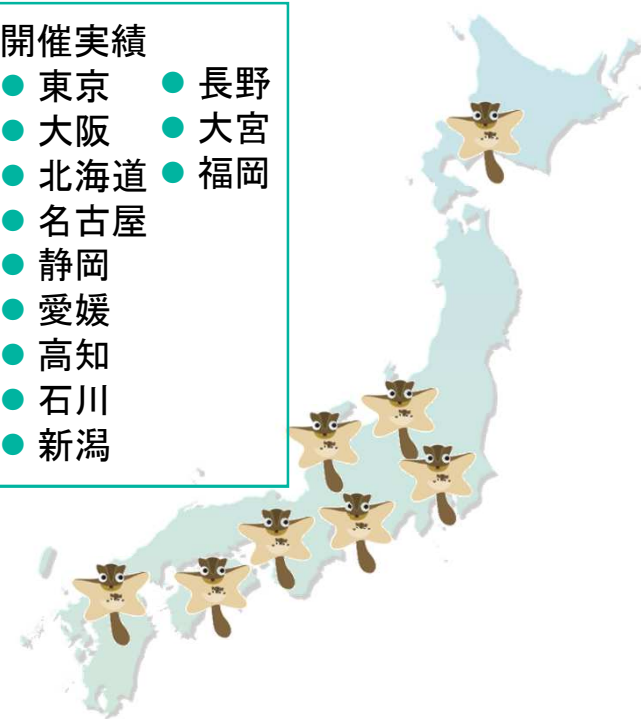 開催実績
東京
大阪
北海道
名古屋
静岡
愛媛
高知
石川
新潟
長野
大宮
福岡